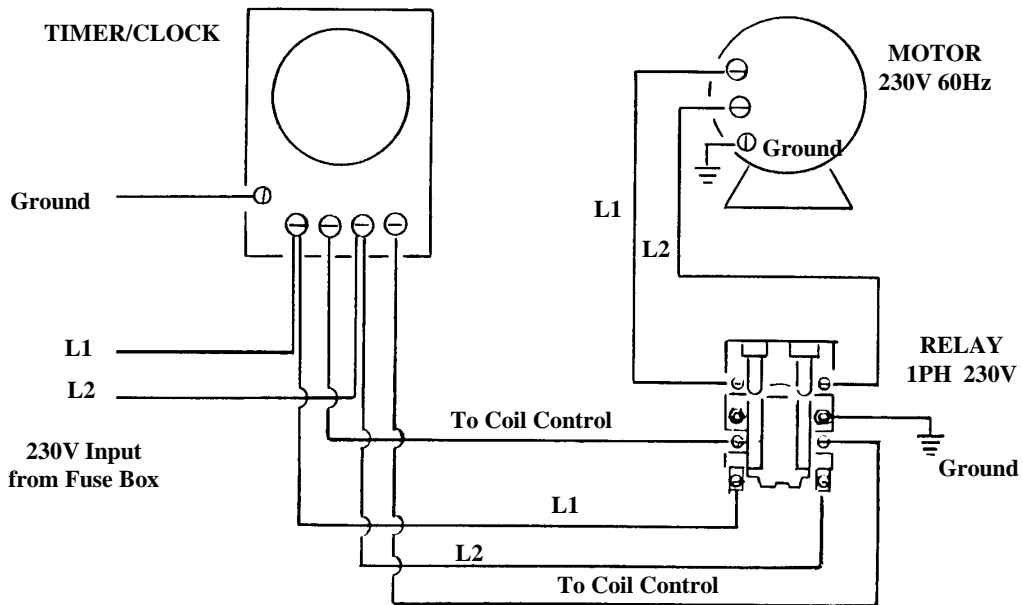 TIMER/CLOCK
MOTOR
230V 60Hz
Ground
Ground
L1
L2
L1
L2
RELAY
1PH 230V
To Coil Control
230V Input
from Fuse Box
Ground
L1
L2
To Coil Control